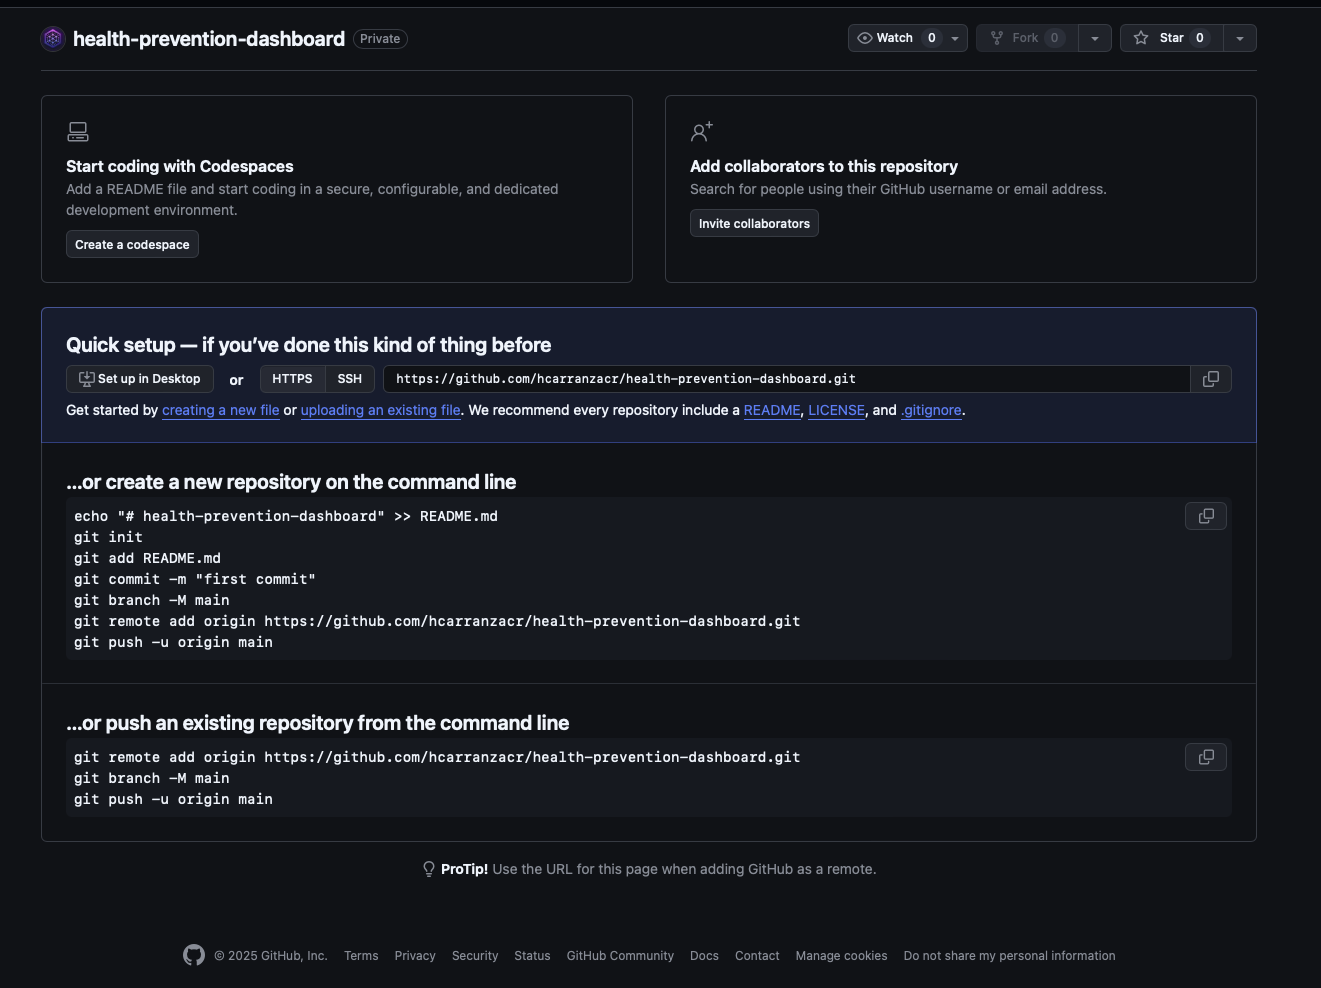 health-prevention-dashboard Private
Watch 0
Fork 0
Star 0
Start coding with Codespaces
Add a README file and start coding in a secure, configurable, and dedicated
development environment.
Create a codespace
Add collaborators to this repository
Search for people using their GitHub username or email address.
Invite collaborators
Quick setup — if you’ve done this kind of thing before
Set up in Desktop or HTTPS SSH https://github.com/hcarranzacr/health-prevention-dashboard.git
Get started by creating a new file or uploading an existing file. We recommend every repository include a README, LICENSE, and .gitignore.
…or create a new repository on the command line
echo "# health-prevention-dashboard" >> README.md
git init
git add README.md
git commit -m "first commit"
git branch -M main
git remote add origin https://github.com/hcarranzacr/health-prevention-dashboard.git
git push -u origin main
…or push an existing repository from the command line
git remote add origin https://github.com/hcarranzacr/health-prevention-dashboard.git
git branch -M main
git push -u origin main
ProTip! Use the URL for this page when adding GitHub as a remote.
© 2025 GitHub, Inc. Terms Privacy Security Status GitHub Community Docs Contact Manage cookies Do not share my personal information